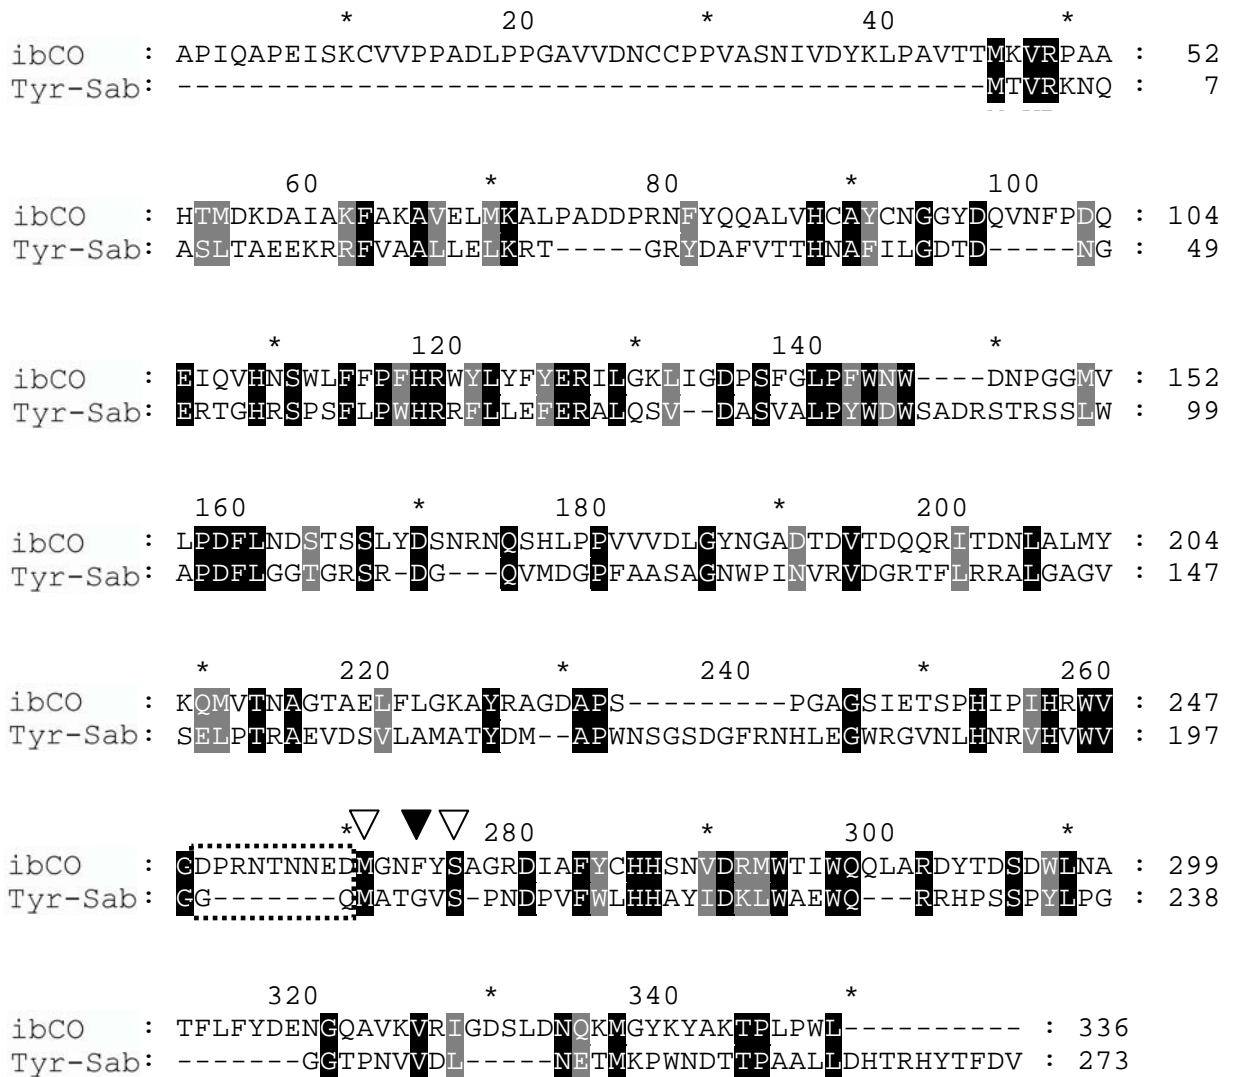 * 20 * 40 *
ibCO : APIQAPEISKCVVPPADLPPGAVVDNCCPPVASNIVDYKLPAVTTMKVRPAA : 52
Tyr-Sab: ---------------------------------------------MTVRKNQ : 7
60 * 80 * 100
ibCO : HTMDKDAIAKFAKAVELMKALPADDPRNFYQQALVHCAYCNGGYDQVNFPDQ : 104
Tyr-Sab: ASLTAEEKRRFVAALLELKRT-----GRYDAFVTTHNAFILGDTD-----NG : 49
* 120 * 140 *
ibCO : EIQVHNSWLFFPFHRWYLYFYERILGKLIGDPSFGLPFWNW----DNPGGMV : 152
Tyr-Sab: ERTGHRSPSFLPWHRRFLLEFERALQSV--DASVALPYWDWSADRSTRSSLW : 99
160 * 180 * 200
ibCO : LPDFLNDSTSSLYDSNRNQSHLPPVVVDLGYNGADTDVTDQQRITDNLALMY : 204
Tyr-Sab: APDFLGGTGRSR-DG---QVMDGPFAASAGNWPINVRVDGRTFLRRALGAGV : 147
* 220 * 240 * 260
ibCO : KQMVTNAGTAELFLGKAYRAGDAPS---------PGAGSIETSPHIPIHRWV : 247
Tyr-Sab: SELPTRAEVDSVLAMATYDM--APWNSGSDGFRNHLEGWRGVNLHNRVHVWV : 197
* 280 * 300 *
ibCO : GDPRNTNNEDMGNFYSAGRDIAFYCHHSNVDRMWTIWQQLARDYTDSDWLNA : 299
Tyr-Sab: GG-------QMATGVS-PNDPVFWLHHAYIDKLWAEWQ---RRHPSSPYLPG : 238
320 * 340 *
ibCO : TFLFYDENGQAVKVRIGDSLDNQKMGYKYAKTPLPWL---------- : 336
Tyr-Sab: -------GGTPNVVDL-----NETMKPWNDTTPAALLDHTRHYTFDV : 273